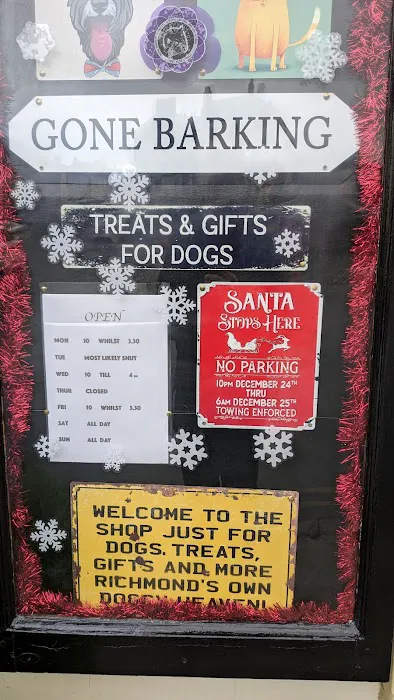 GONE BARKING
TREATS & GIFTS
FOR DOGS
OPEN
MON 10 WHILST 3.30
TUE MOST LIKELY SHUT
WED 10 TILL 4
THUR CLOSED
FRI 10 WHILST 3.30
SAT ALL DAY
SUN ALL DAY
SANTA
STOPS HERE
NO PARKING
10PM DECEMBER 24TH
THRU
6AM DECEMBER 25TH
TOWING ENFORCED
WELCOME TO THE
SHOP JUST FOR
DOGS. TREATS,
GIFTS AND MORE
RICHMOND'S OWN
DOGGY HEAVEN!